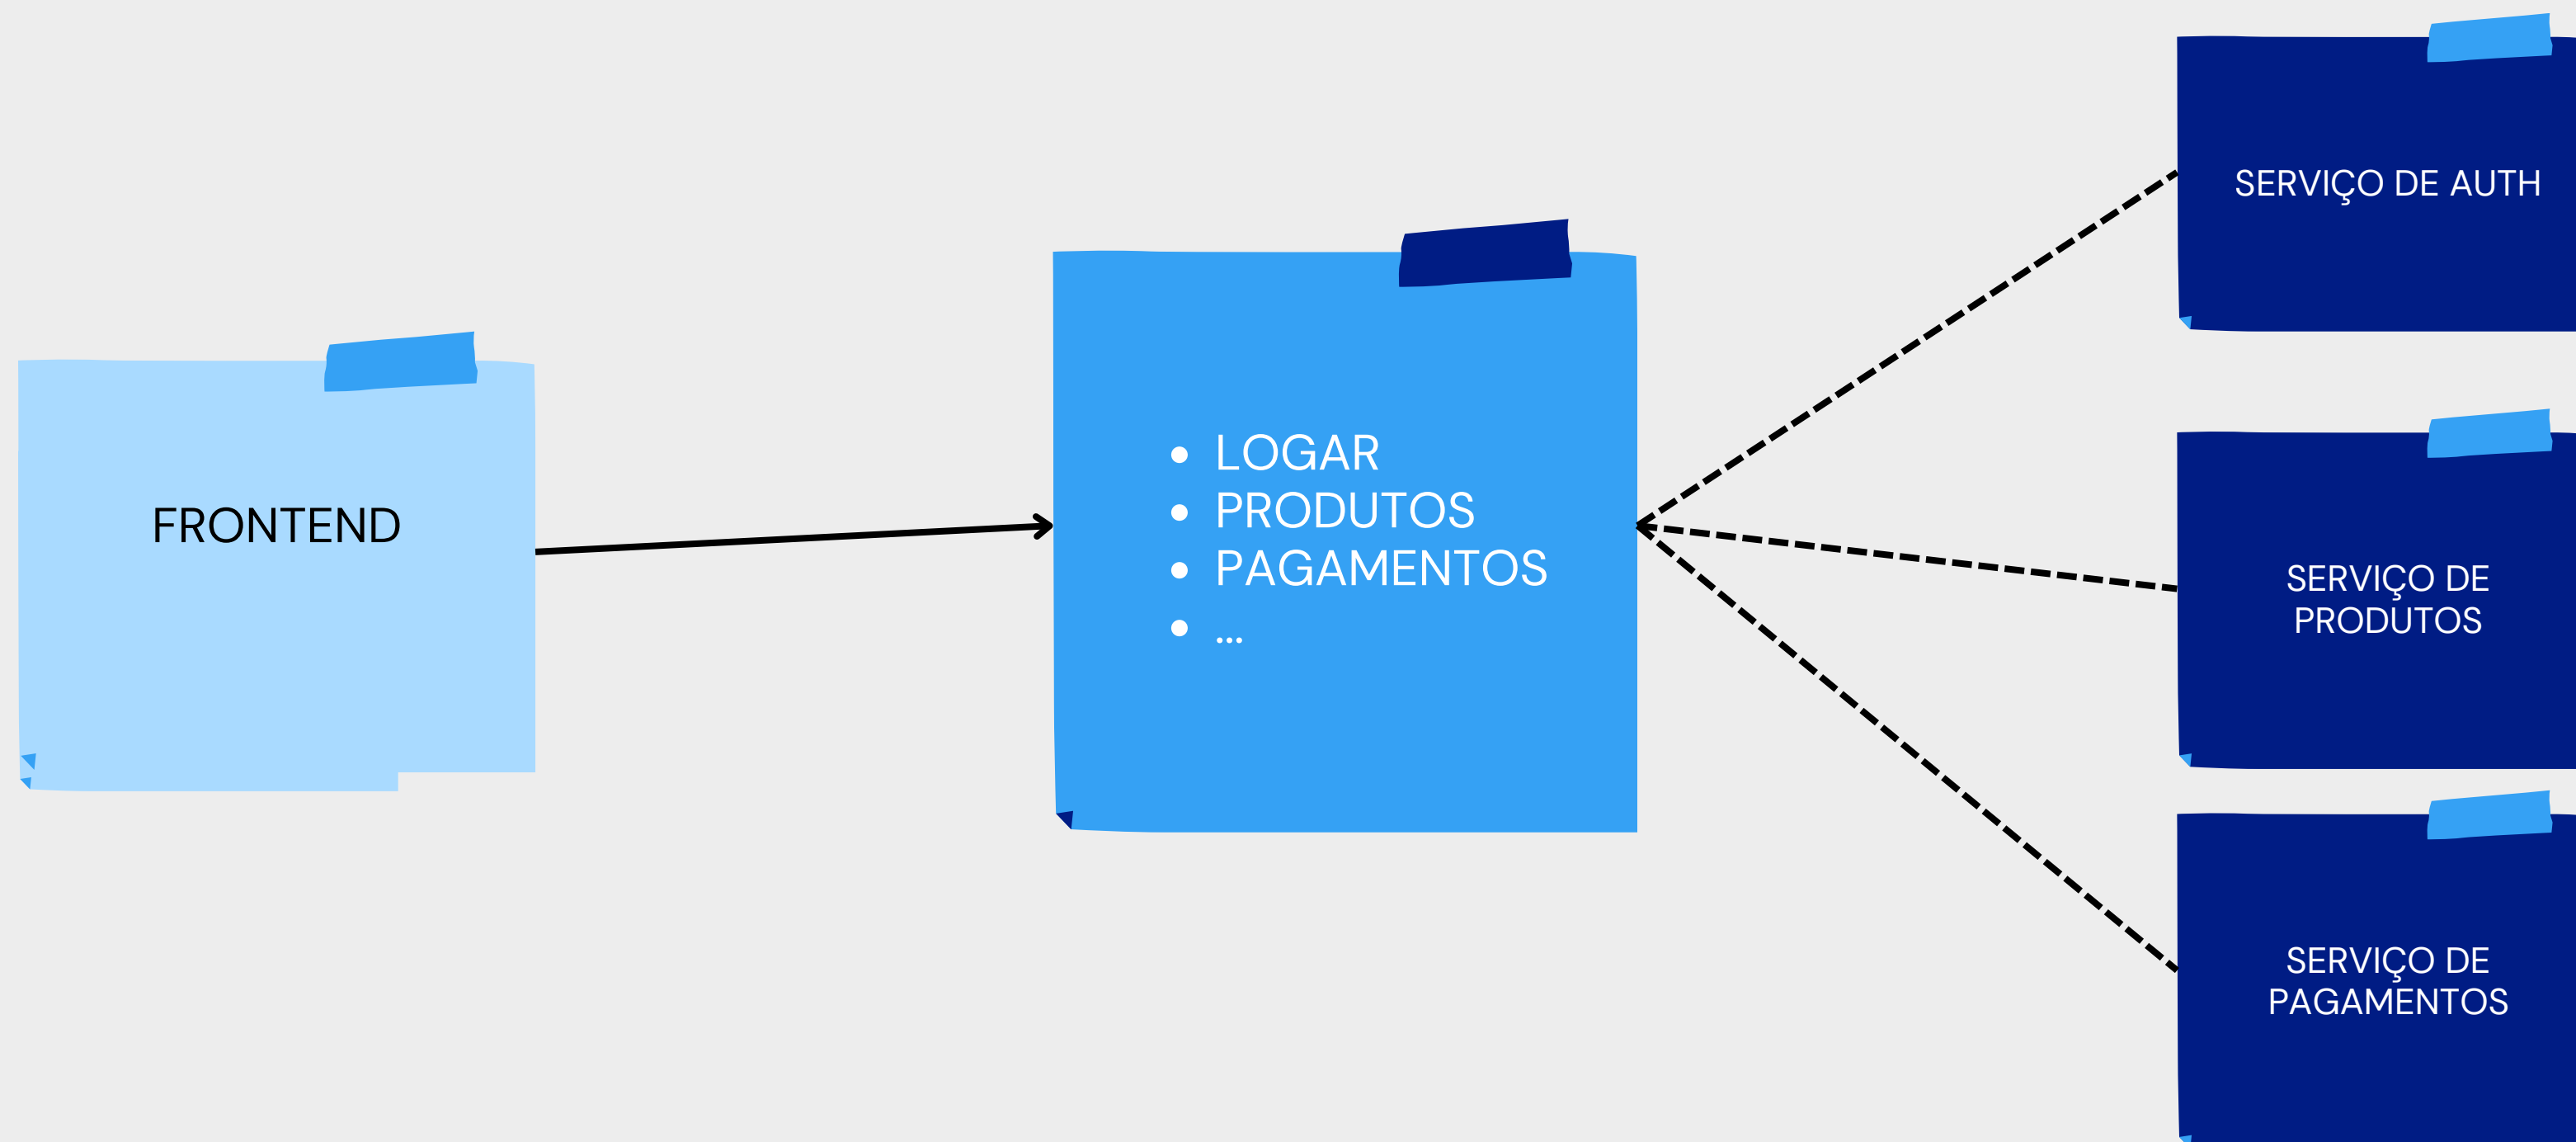 FRONTEND
• LOGAR
• PRODUTOS
• PAGAMENTOS
• ...
SERVIÇO DE AUTH
SERVIÇO DE
PRODUTOS
SERVIÇO DE
PAGAMENTOS